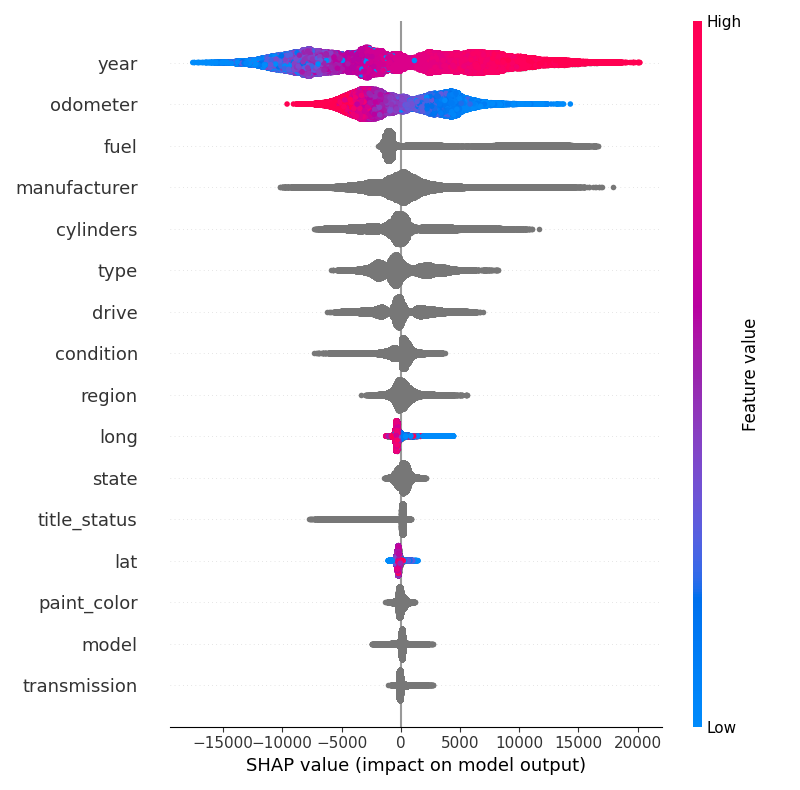 High
year
odometer
fuel
manufacturer
cylinders
type
drive
condition
region
long
state
title_status
lat
paint_color
model
transmission
Feature value
Low
−15000 −10000 −5000 0 5000 10000 15000 20000
SHAP value (impact on model output)